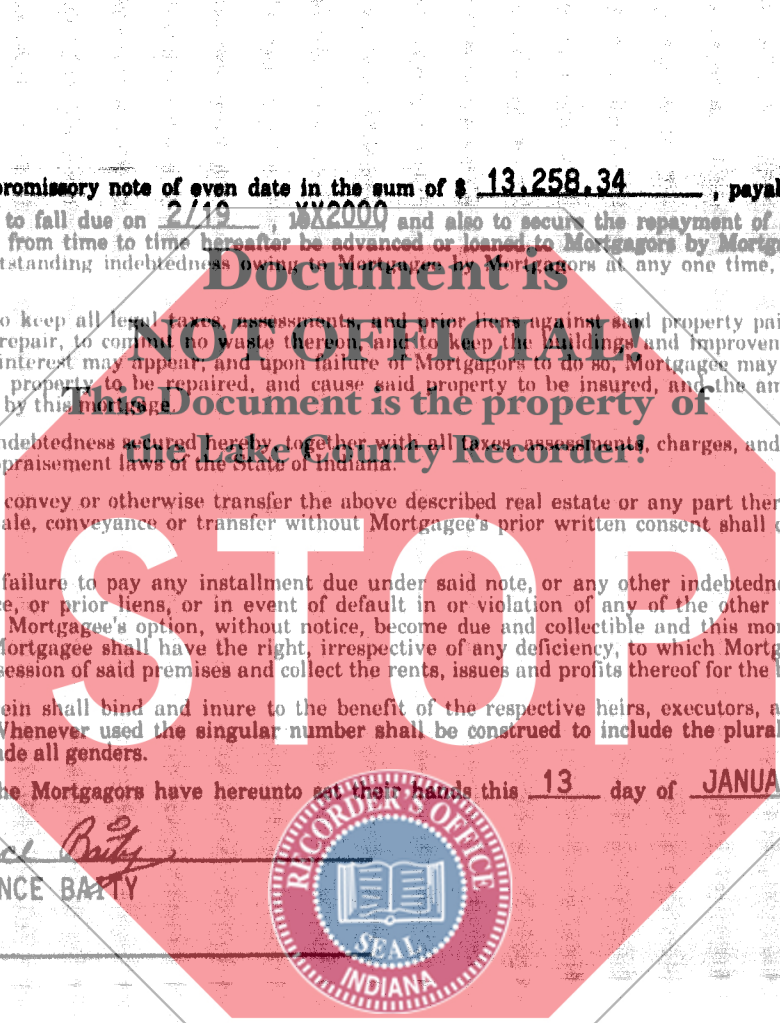 promissory note of even date in the sum of $ 13,258.34 , payal
to fall due on 2/19 , 19XX2000 and also to secure the repayment of
from time to time hereafter be advanced or loaned to Mortgagors by Mortg
tstanding indebtedness owing to Mortgagee by Mortgagors at any one time,
Document is
o keep all legal taxes, assessments, and prior liens against said property pai
NOT OFFICIAL!
repair, to commit no waste thereon, and to keep the buildings and improvem
interest may appear, and upon failure of Mortgagors to do so, Mortgagee may
property to be repaired, and cause said property to be insured, and the am
This Document is the property of
by this mortgage.
ndebtedness secured hereby, together with all taxes, assessments, charges, and
the Lake County Recorder!
praisement laws of the State of Indiana.
convey or otherwise transfer the above described real estate or any part ther
ale, conveyance or transfer without Mortgagee's prior written consent shall c
STOP
failure to pay any installment due under said note, or any other indebtedne
e, or prior liens, or in event of default in or violation of any of the other
Mortgagee's option, without notice, become due and collectible and this mor
Mortgagee shall have the right, irrespective of any deficiency, to which Mortg
session of said premises and collect the rents, issues and profits thereof for the b
ein shall bind and inure to the benefit of the respective heirs, executors, a
Whenever used the singular number shall be construed to include the plural
de all genders.
he Mortgagors have hereunto set their hands this 13 day of JANUA
RECORDER'S OFFICE
Baity
NCE BAITY
SEAL
INDIANA